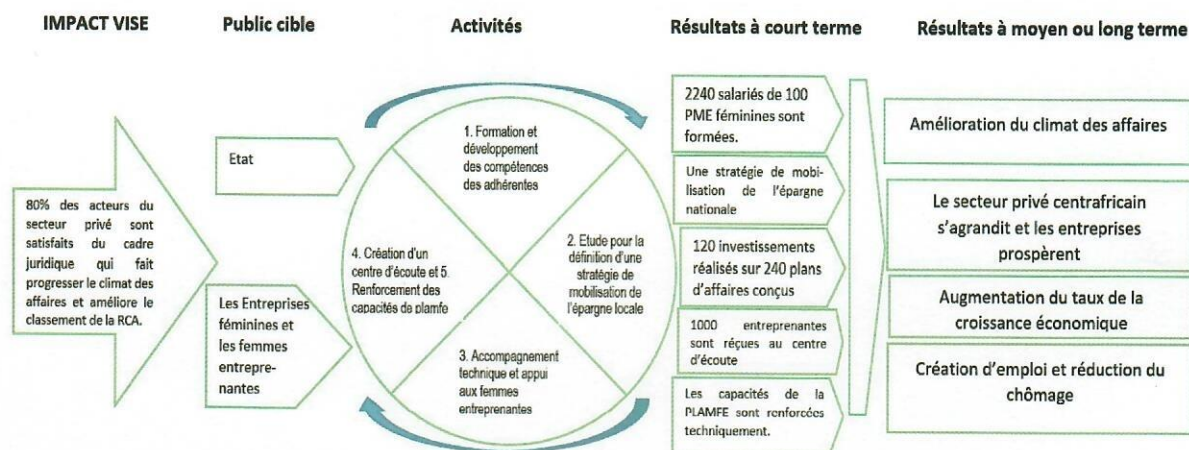 IMPACT VISE
Public cible
Activités
Résultats à court terme
Résultats à moyen ou long terme
80% des acteurs du
secteur privé sont
satisfaits du cadre
juridique qui fait
progresser le climat des
affaires et améliore le
classement de la RCA.
Etat
Les Entreprises
féminines et
les femmes
entrepre-
nantes
1. Formation et
développement
des compétences
des adhérentes
2. Etude pour la
définition d'une
stratégie de
mobilisation de
l'épargne locale
3. Accompagnement
technique et appui
aux femmes
entreprenantes
4. Création d'un
centre d'écoute et 5.
Renforcement des
capacités de plamfe
2240 salariés de 100
PME féminines sont
formées.
Une stratégie de mobi-
lisation de l'épargne
nationale
120 investissements
réalisés sur 240 plans
d'affaires conçus
1000 entreprenantes
sont réçues au centre
d'écoute
Les capacités de la
PLAMFE sont renforcées
techniquement.
Amélioration du climat des affaires
Le secteur privé centrafricain
s'agrandit et les entreprises
prospèrent
Augmentation du taux de la
croissance économique
Création d'emploi et réduction du
chômage